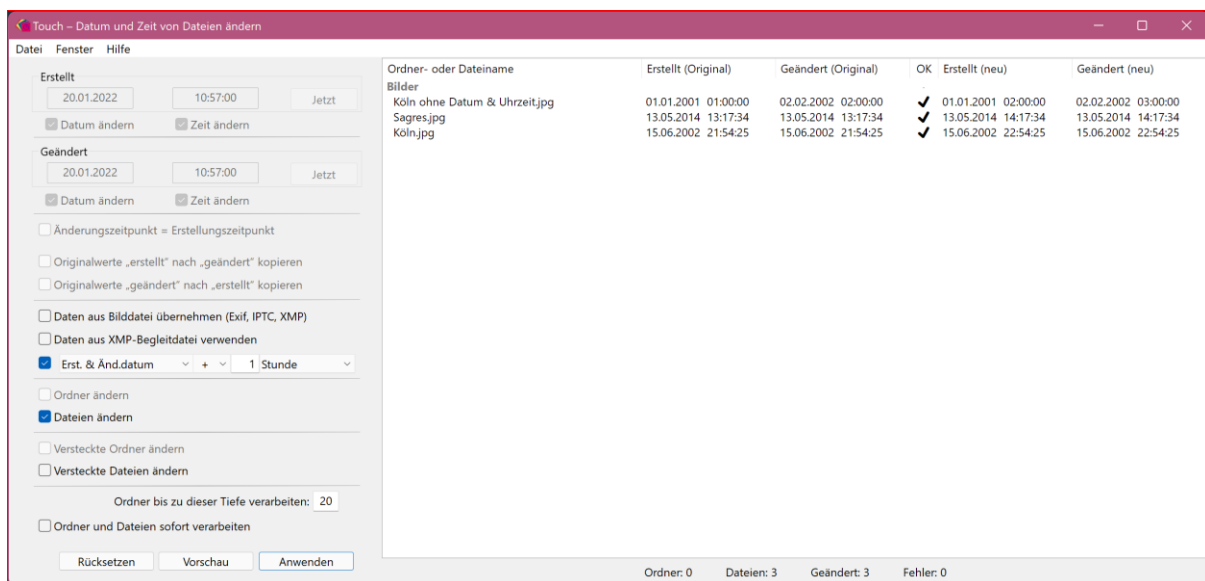 Touch – Datum und Zeit von Dateien ändern
Datei Fenster Hilfe
Erstellt
20.01.2022 10:57:00 Jetzt
Datum ändern Zeit ändern
Geändert
20.01.2022 10:57:00 Jetzt
Datum ändern Zeit ändern
Änderungszeitpunkt = Erstellungszeitpunkt
Originalwerte „erstellt“ nach „geändert“ kopieren
Originalwerte „geändert“ nach „erstellt“ kopieren
Daten aus Bilddatei übernehmen (Exif, IPTC, XMP)
Daten aus XMP-Begleitdatei verwenden
Erst. & Änd.datum + 1 Stunde
Ordner ändern
Dateien ändern
Versteckte Ordner ändern
Versteckte Dateien ändern
Ordner bis zu dieser Tiefe verarbeiten: 20
Ordner und Dateien sofort verarbeiten
Rücksetzen Vorschau Anwenden
Ordner- oder Dateiname Erstellt (Original) Geändert (Original) OK Erstellt (neu) Geändert (neu)
Bilder
Köln ohne Datum & Uhrzeit.jpg 01.01.2001 01:00:00 02.02.2002 02:00:00 ✔ 01.01.2001 02:00:00 02.02.2002 03:00:00
Sagres.jpg 13.05.2014 13:17:34 13.05.2014 13:17:34 ✔ 13.05.2014 14:17:34 13.05.2014 14:17:34
Köln.jpg 15.06.2002 21:54:25 15.06.2002 21:54:25 ✔ 15.06.2002 22:54:25 15.06.2002 22:54:25
Ordner: 0 Dateien: 3 Geändert: 3 Fehler: 0